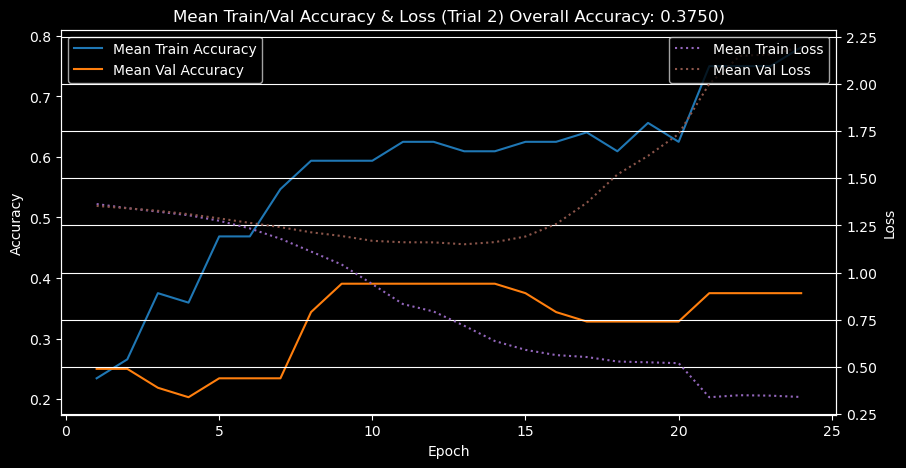 Mean Train/Val Accuracy & Loss (Trial 2) Overall Accuracy: 0.3750)
Mean Train Accuracy
Mean Val Accuracy
Mean Train Loss
Mean Val Loss
Accuracy
0.8
0.7
0.6
0.5
0.4
0.3
0.2
2.25
2.00
1.75
1.50
1.25
1.00
0.75
0.50
0.25
Loss
0
5
10
15
20
25
Epoch